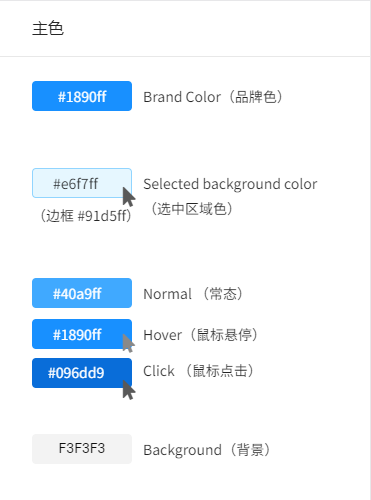 主色
#1890ff Brand Color（品牌色）
#e6f7ff Selected background color
（边框 #91d5ff） （选中区域色）
#40a9ff Normal （常态）
#1890ff Hover（鼠标悬停）
#096dd9 Click （鼠标点击）
F3F3F3 Background（背景）